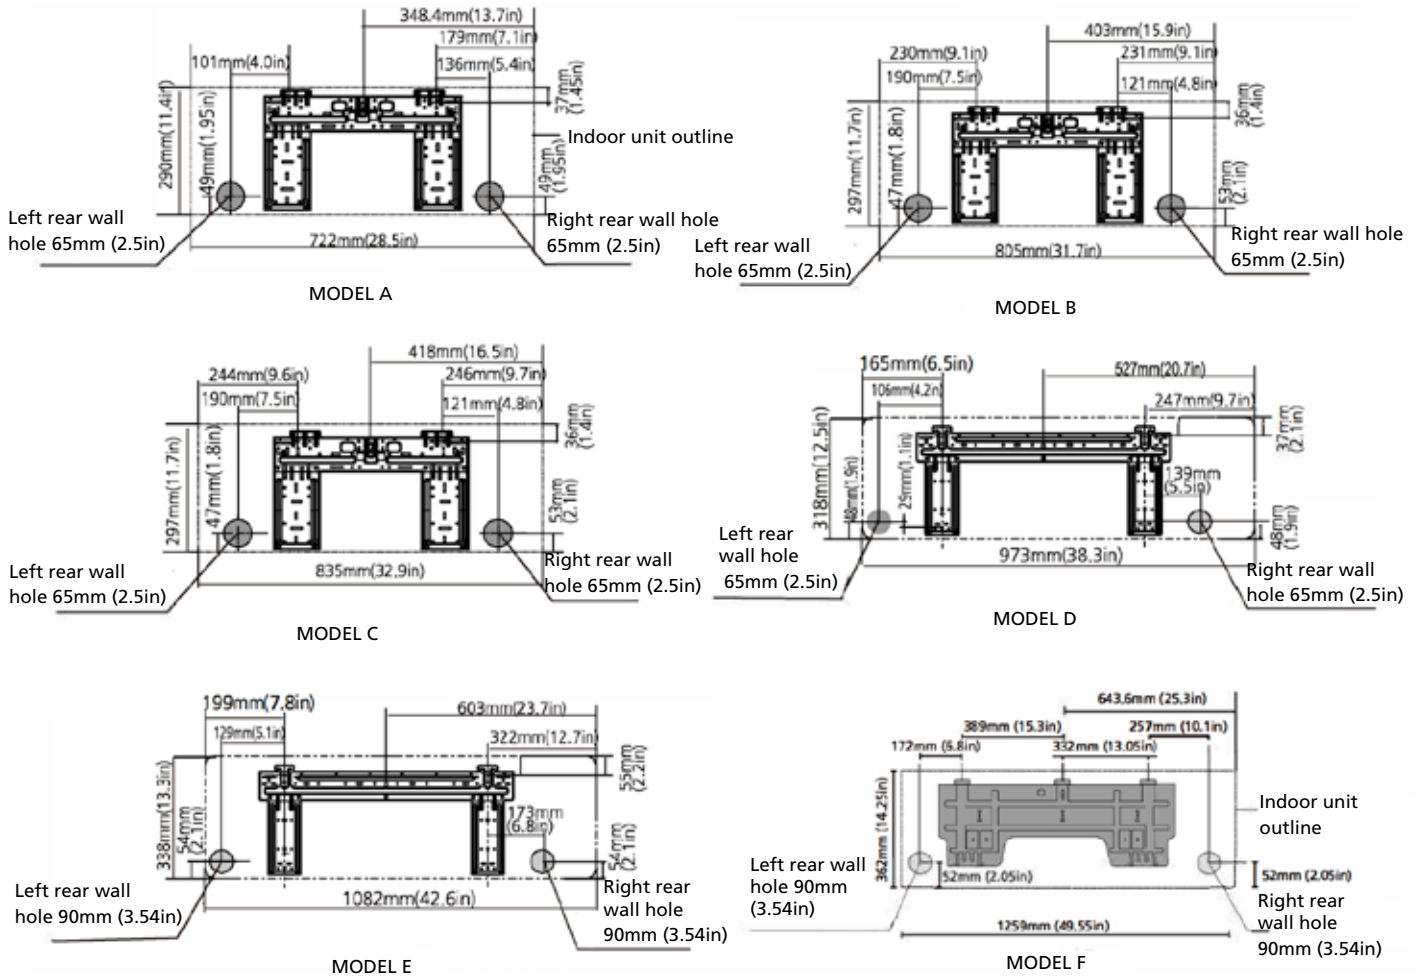 348.4mm(13.7in)
179mm(7.1in)
101mm(4.0in)
136mm(5.4in)
37mm
(1.45in)
290mm(11.4in)
49mm(1.95in)
Indoor unit outline
49mm
(1.95in)
Left rear wall
hole 65mm (2.5in)
Right rear wall hole
65mm (2.5in)
722mm(28.5in)
MODEL A
403mm(15.9in)
230mm(9.1in)
231mm(9.1in)
190mm(7.5in)
121mm(4.8in)
36mm
(1.4in)
297mm(11.7in)
47mm(1.8in)
53mm
(2.1in)
Left rear wall
hole 65mm (2.5in)
Right rear wall hole
65mm (2.5in)
805mm(31.7in)
MODEL B
418mm(16.5in)
244mm(9.6in)
246mm(9.7in)
190mm(7.5in)
121mm(4.8in)
36mm
(1.4in)
297mm(11.7in)
47mm(1.8in)
53mm
(2.1in)
Left rear wall
hole 65mm (2.5in)
Right rear wall
hole 65mm (2.5in)
835mm(32,9in)
MODEL C
165mm(6.5in)
527mm(20.7in)
106mm(4.2in)
247mm(9.7in)
37mm
(2.1in)
318mm(12.5in)
48mm(1.9in)
29mm(1.1in)
139mm
(5.5in)
48mm
(1.9in)
Left rear
wall hole
65mm (2.5in)
973mm(38.3in)
Right rear wall
hole 65mm (2.5in)
MODEL D
199mm(7.8in)
603mm(23.7in)
129mm(5.1in)
322mm(12.7in)
55mm
(2.2in)
338mm(13.3in)
54mm
(2.1in)
173mm
(6.8in)
54mm
(2.1in)
Left rear wall
hole 90mm (3.54in)
1082mm(42.6in)
Right rear
wall hole
90mm (3.54in)
MODEL E
643,6mm (25.3in)
389mm (15.3in)
257mm (10.1in)
172mm (6.8in)
332mm (13.05in)
362mm (14.25in)
Indoor unit
outline
Left rear wall
hole 90mm
(3.54in)
52mm (2.05in)
52mm (2.05in)
Right rear
wall hole
90mm (3.54in)
1259mm (49.55in)
MODEL F